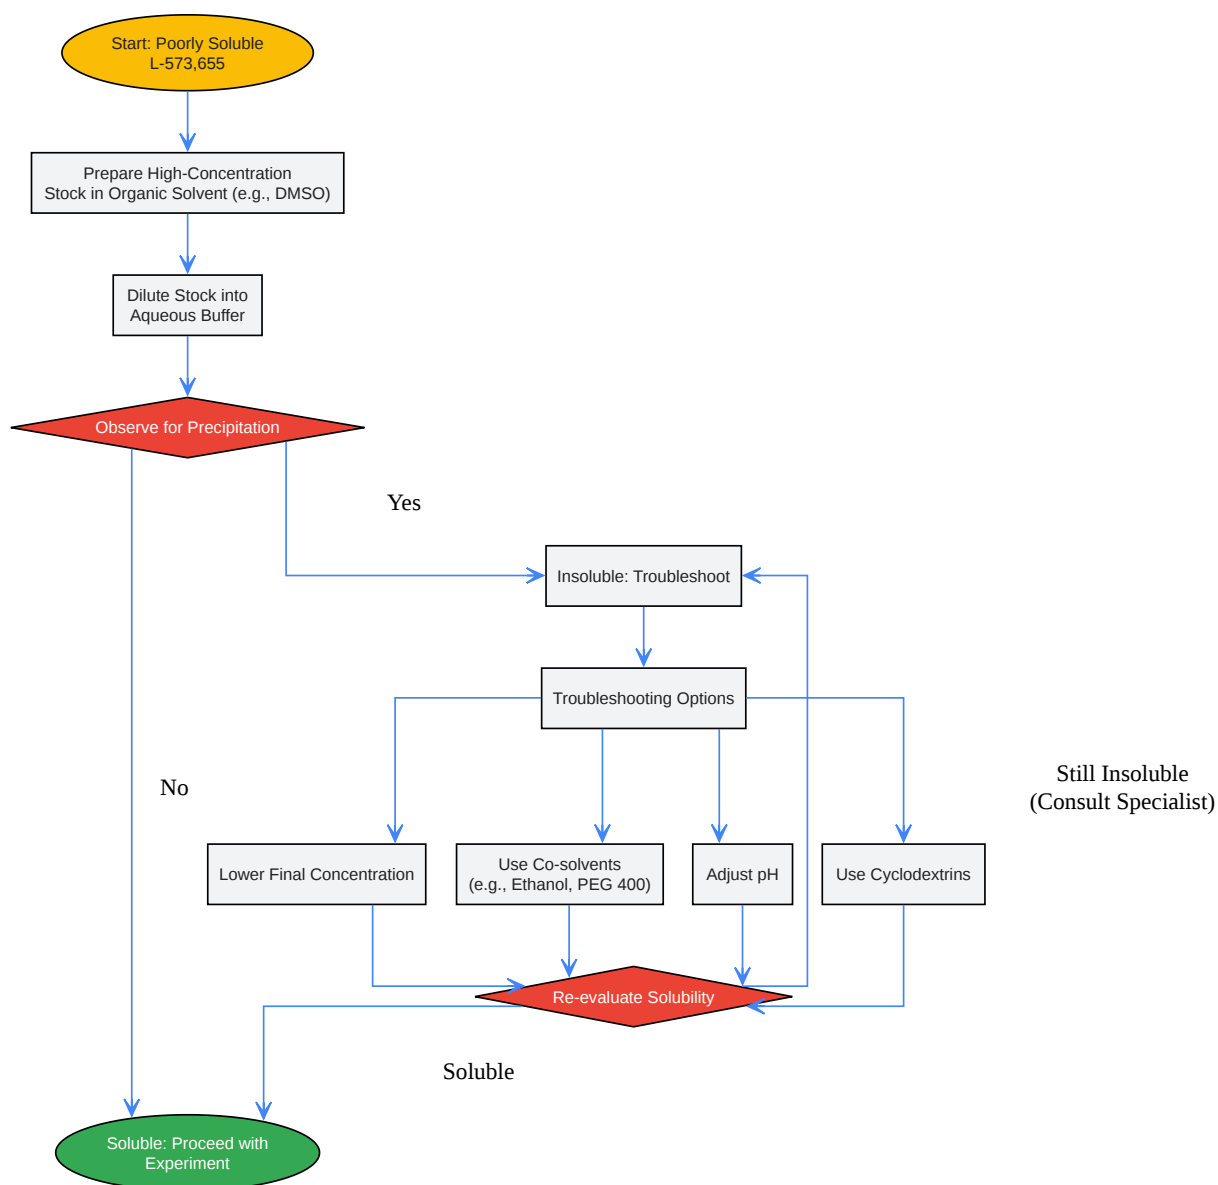 Start: Poorly Soluble
L-573,655
Prepare High-Concentration
Stock in Organic Solvent (e.g., DMSO)
Dilute Stock into
Aqueous Buffer
Observe for Precipitation
Yes
Insoluble: Troubleshoot
Troubleshooting Options
No
Still Insoluble
(Consult Specialist)
Lower Final Concentration
Use Co-solvents
(e.g., Ethanol, PEG 400)
Adjust pH
Use Cyclodextrins
Re-evaluate Solubility
Soluble
Soluble: Proceed with
Experiment